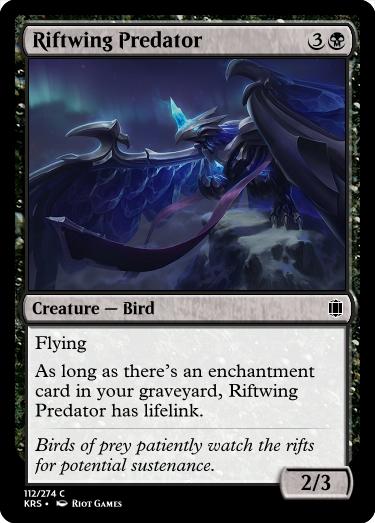 Riftwing Predator 3
Creature — Bird
Flying
As long as there's an enchantment
card in your graveyard, Riftwing
Predator has lifelink.
Birds of prey patiently watch the rifts
for potential sustenance.
2/3
112/274 C
KRS • Riot Games